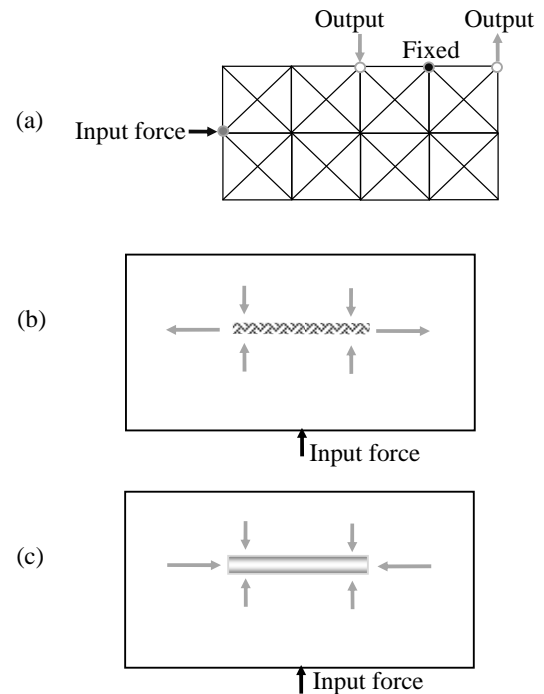 Output Output
Fixed
(a)
Input force
(b)
Input force
(c)
Input force